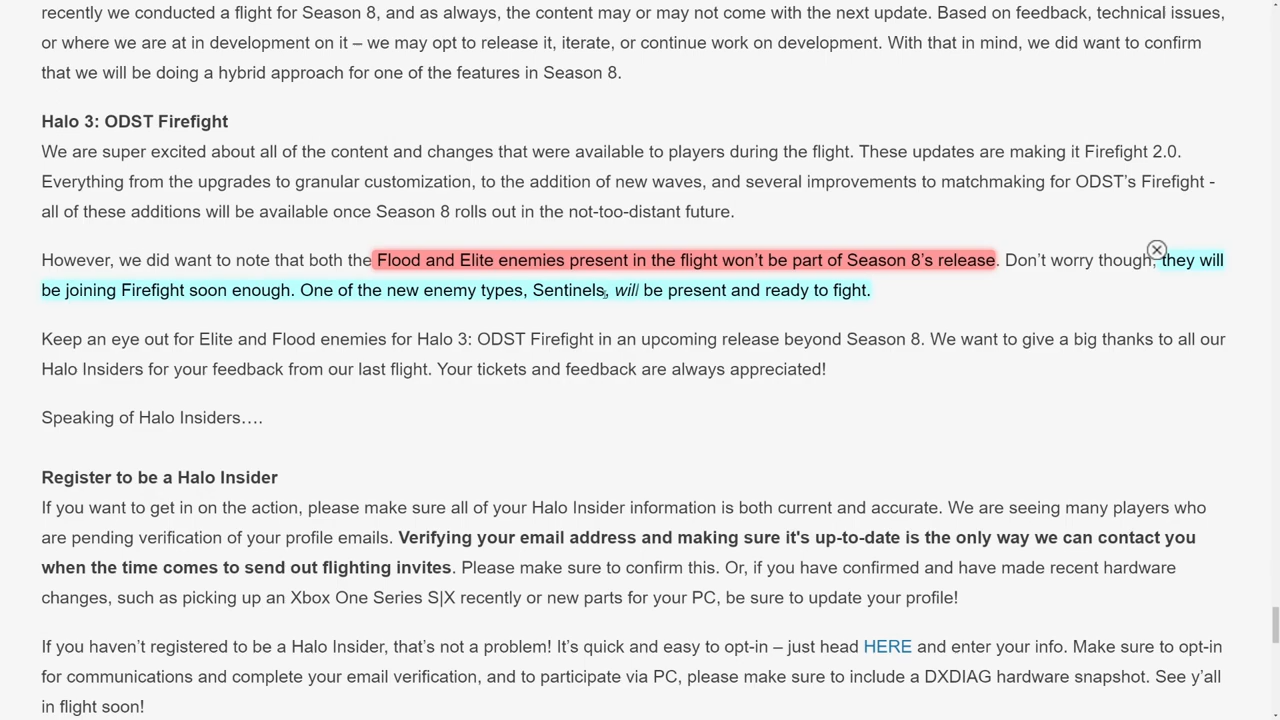 recently we conducted a flight for Season 8, and as always, the content may or may not come with the next update. Based on feedback, technical issues,
or where we are at in development on it – we may opt to release it, iterate, or continue work on development. With that in mind, we did want to confirm
that we will be doing a hybrid approach for one of the features in Season 8.
Halo 3: ODST Firefight
We are super excited about all of the content and changes that were available to players during the flight. These updates are making it Firefight 2.0.
Everything from the upgrades to granular customization, to the addition of new waves, and several improvements to matchmaking for ODST’s Firefight -
all of these additions will be available once Season 8 rolls out in the not-too-distant future.
However, we did want to note that both the Flood and Elite enemies present in the flight won’t be part of Season 8’s release. Don’t worry though, they will
be joining Firefight soon enough. One of the new enemy types, Sentinels, will be present and ready to fight.
Keep an eye out for Elite and Flood enemies for Halo 3: ODST Firefight in an upcoming release beyond Season 8. We want to give a big thanks to all our
Halo Insiders for your feedback from our last flight. Your tickets and feedback are always appreciated!
Speaking of Halo Insiders….
Register to be a Halo Insider
If you want to get in on the action, please make sure all of your Halo Insider information is both current and accurate. We are seeing many players who
are pending verification of your profile emails. Verifying your email address and making sure it's up-to-date is the only way we can contact you
when the time comes to send out flighting invites. Please make sure to confirm this. Or, if you have confirmed and have made recent hardware
changes, such as picking up an Xbox One Series S|X recently or new parts for your PC, be sure to update your profile!
If you haven’t registered to be a Halo Insider, that’s not a problem! It’s quick and easy to opt-in – just head HERE and enter your info. Make sure to opt-in
for communications and complete your email verification, and to participate via PC, please make sure to include a DXDIAG hardware snapshot. See y’all
in flight soon!